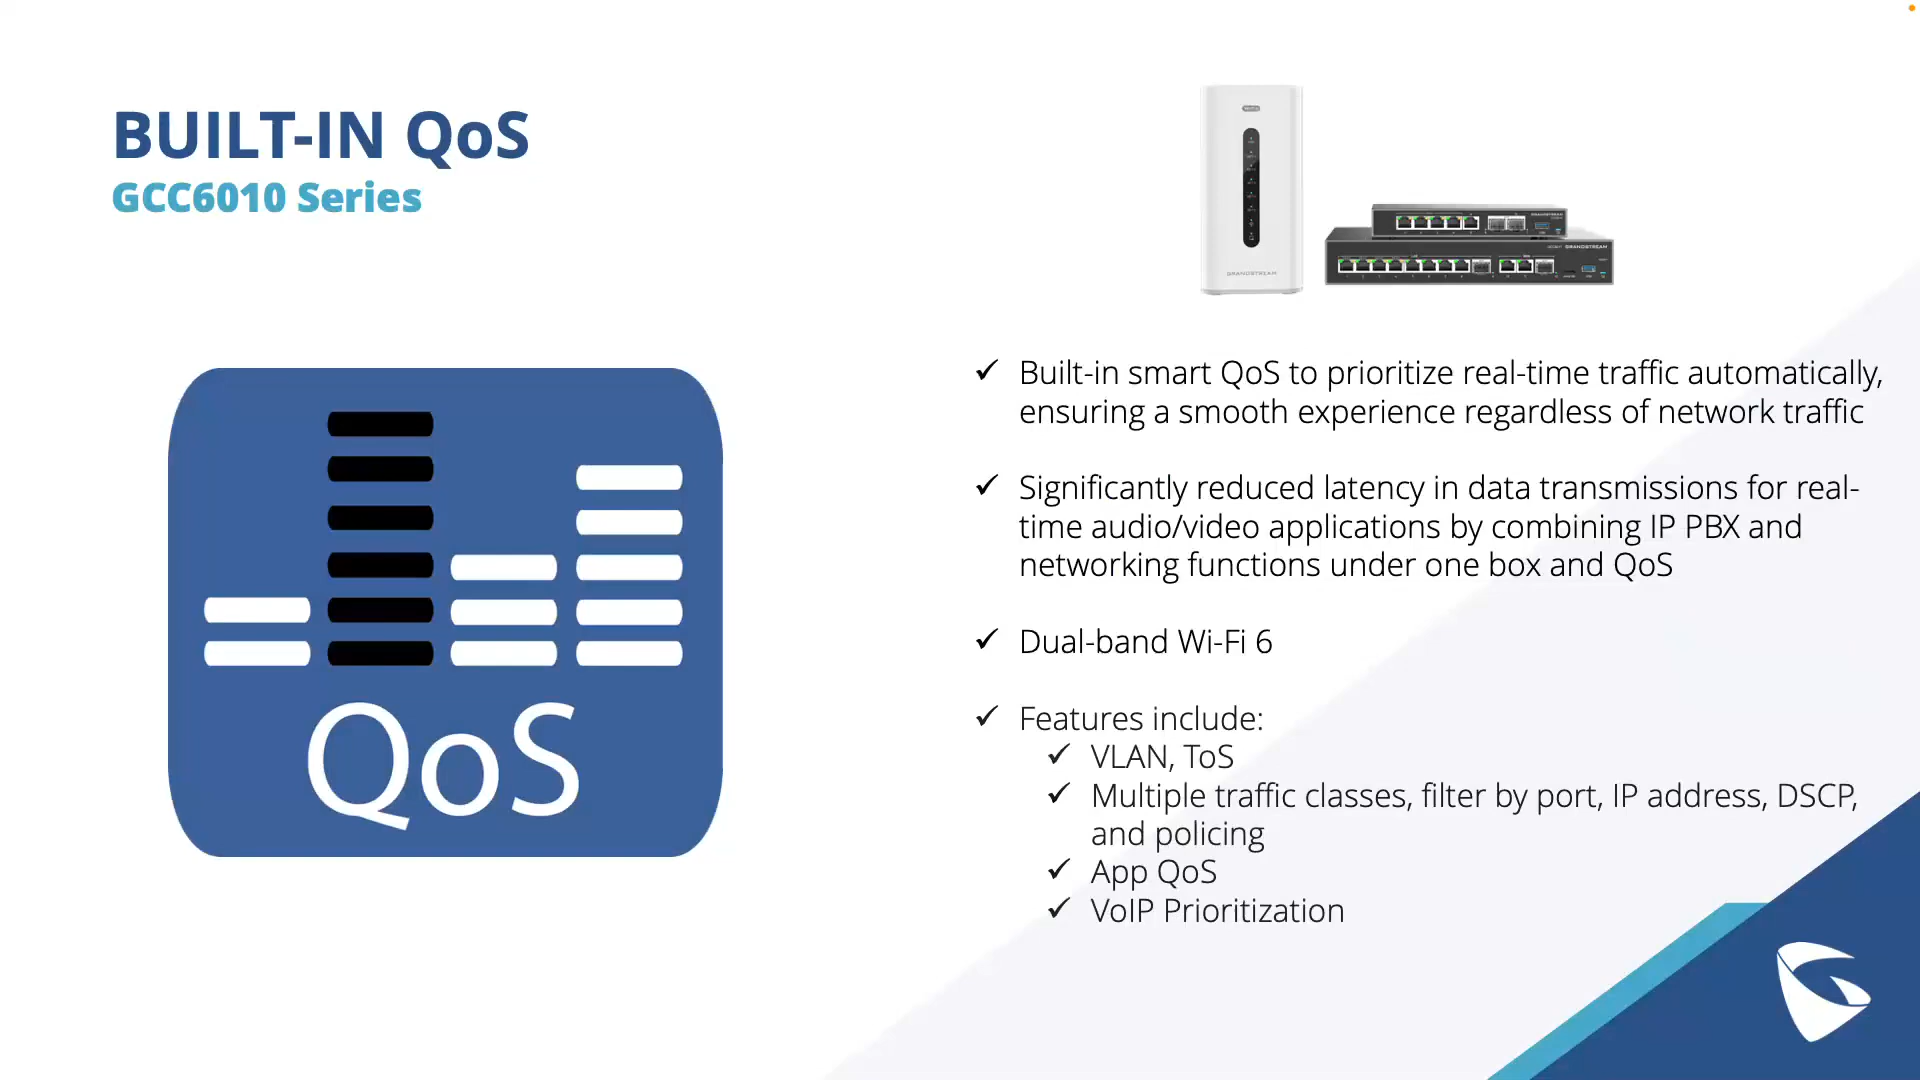 BUILT-IN QoS
GCC6010 Series
GRANDSTREAM
GRANDSTREAM
GRANDSTREAM
✓ Built-in smart QoS to prioritize real-time traffic automatically,
ensuring a smooth experience regardless of network traffic
✓ Significantly reduced latency in data transmissions for real-
time audio/video applications by combining IP PBX and
networking functions under one box and QoS
✓ Dual-band Wi-Fi 6
✓ Features include:
✓ VLAN, ToS
✓ Multiple traffic classes, filter by port, IP address, DSCP,
and policing
✓ App QoS
✓ VoIP Prioritization
QoS